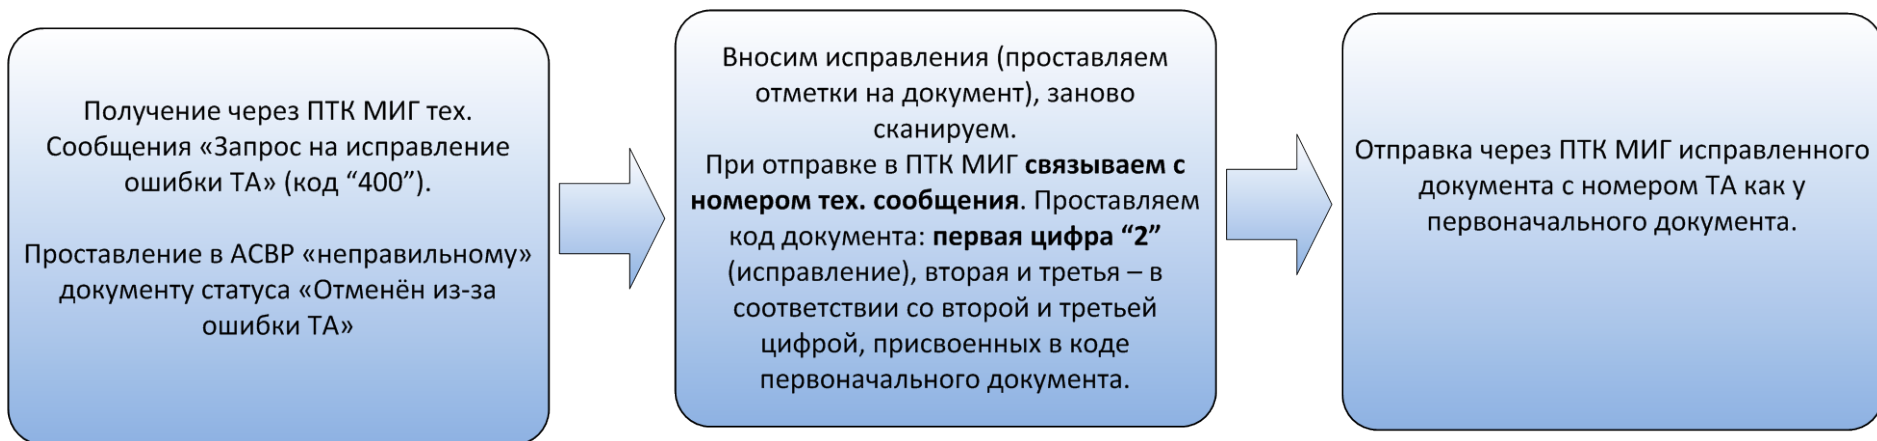 Получение через ПТК МИГ тех.
Сообщения «Запрос на исправление
ошибки ТА» (код “400”).
Проставление в АСВР «неправильному»
документу статуса «Отменён из-за
ошибки ТА»
Вносим исправления (проставляем
отметки на документ), заново
сканируем.
При отправке в ПТК МИГ связываем с
номером тех. сообщения. Проставляем
код документа: первая цифра “2”
(исправление), вторая и третья – в
соответствии со второй и третьей
цифрой, присвоенных в коде
первоначального документа.
Отправка через ПТК МИГ исправленного
документа с номером ТА как у
первоначального документа.